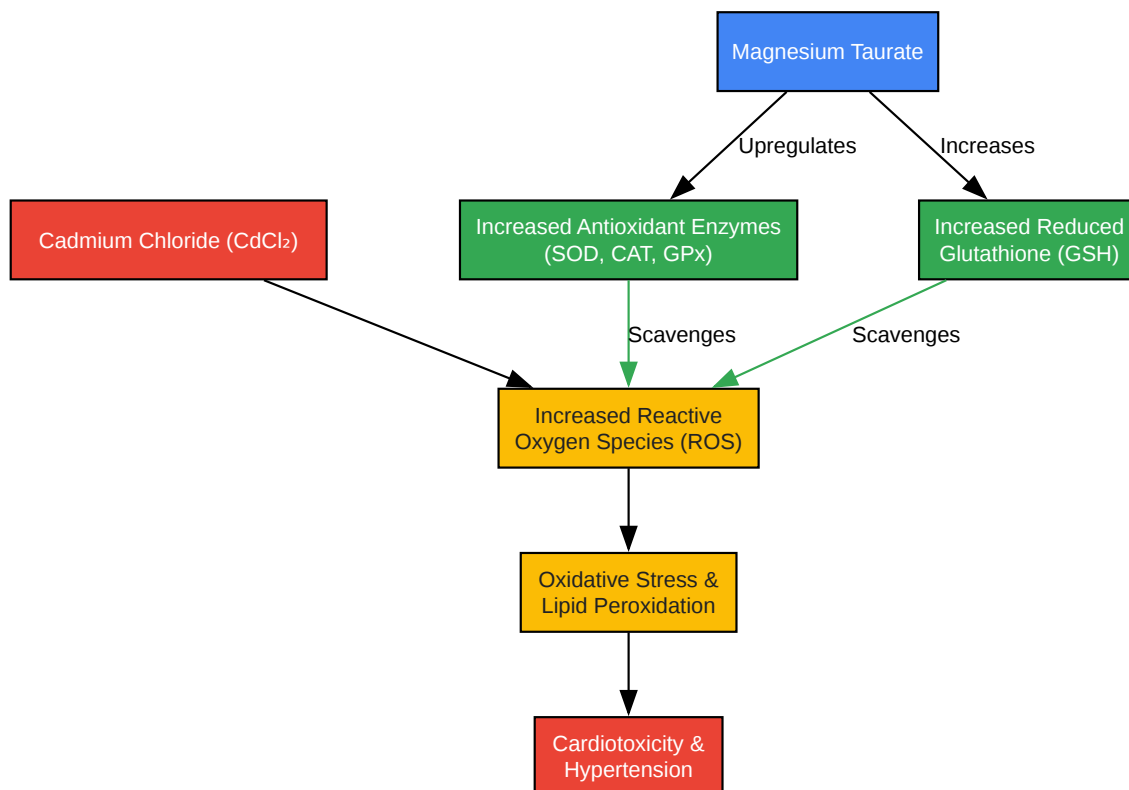 Magnesium Taurate
Upregulates
Increases
Cadmium Chloride (CdCl₂)
Increased Antioxidant Enzymes
(SOD, CAT, GPx)
Increased Reduced
Glutathione (GSH)
Scavenges
Scavenges
Increased Reactive
Oxygen Species (ROS)
Oxidative Stress &
Lipid Peroxidation
Cardiotoxicity &
Hypertension